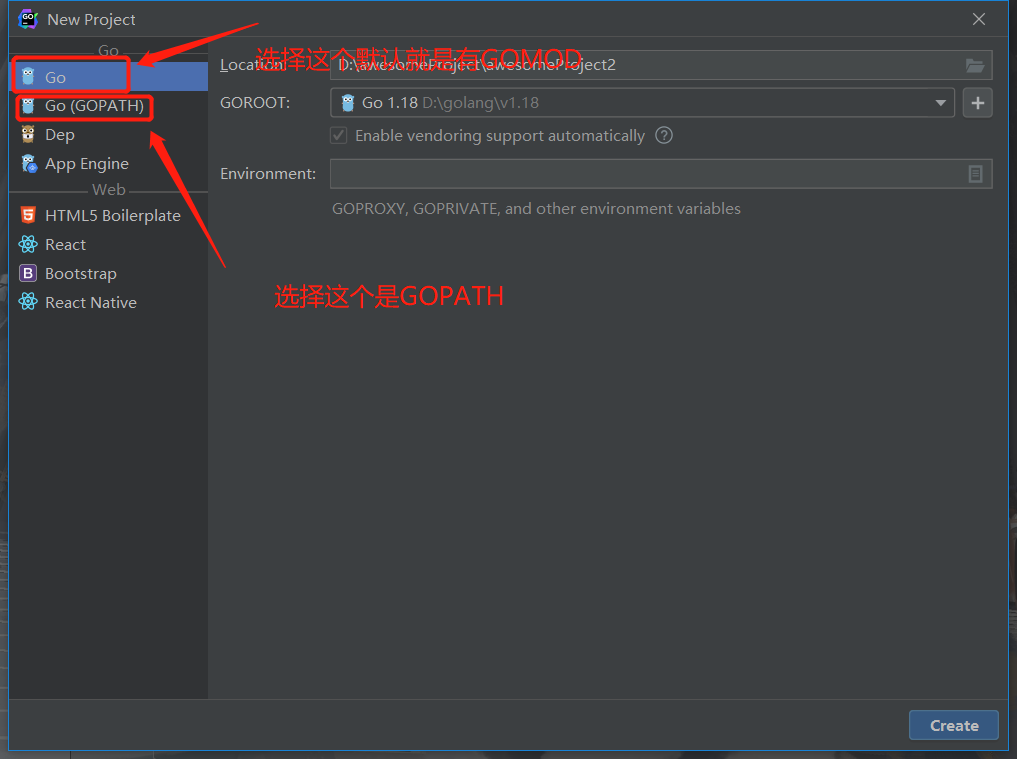 New Project
Go
Go
Go (GOPATH)
Dep
App Engine
Web
HTML5 Boilerplate
React
Bootstrap
React Native
选择这个默认就是有GOMOD
Location: D:\awesomeProject\awesomeProject2
GOROOT: Go 1.18 D:\golang\v1.18
Enable vendoring support automatically
Environment:
GOPROXY, GOPRIVATE, and other environment variables
选择这个是GOPATH
Create